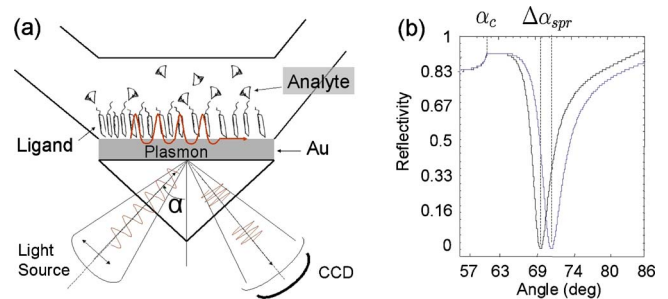 (a)
Analyte
Ligand
Plasmon
Au
α
Light
Source
CCD
(b)
α_c Δα_spr
Reflectivity
1
0.83
0.67
0.5
0.33
0.16
0
57 63 69 74 80 86
Angle (deg)